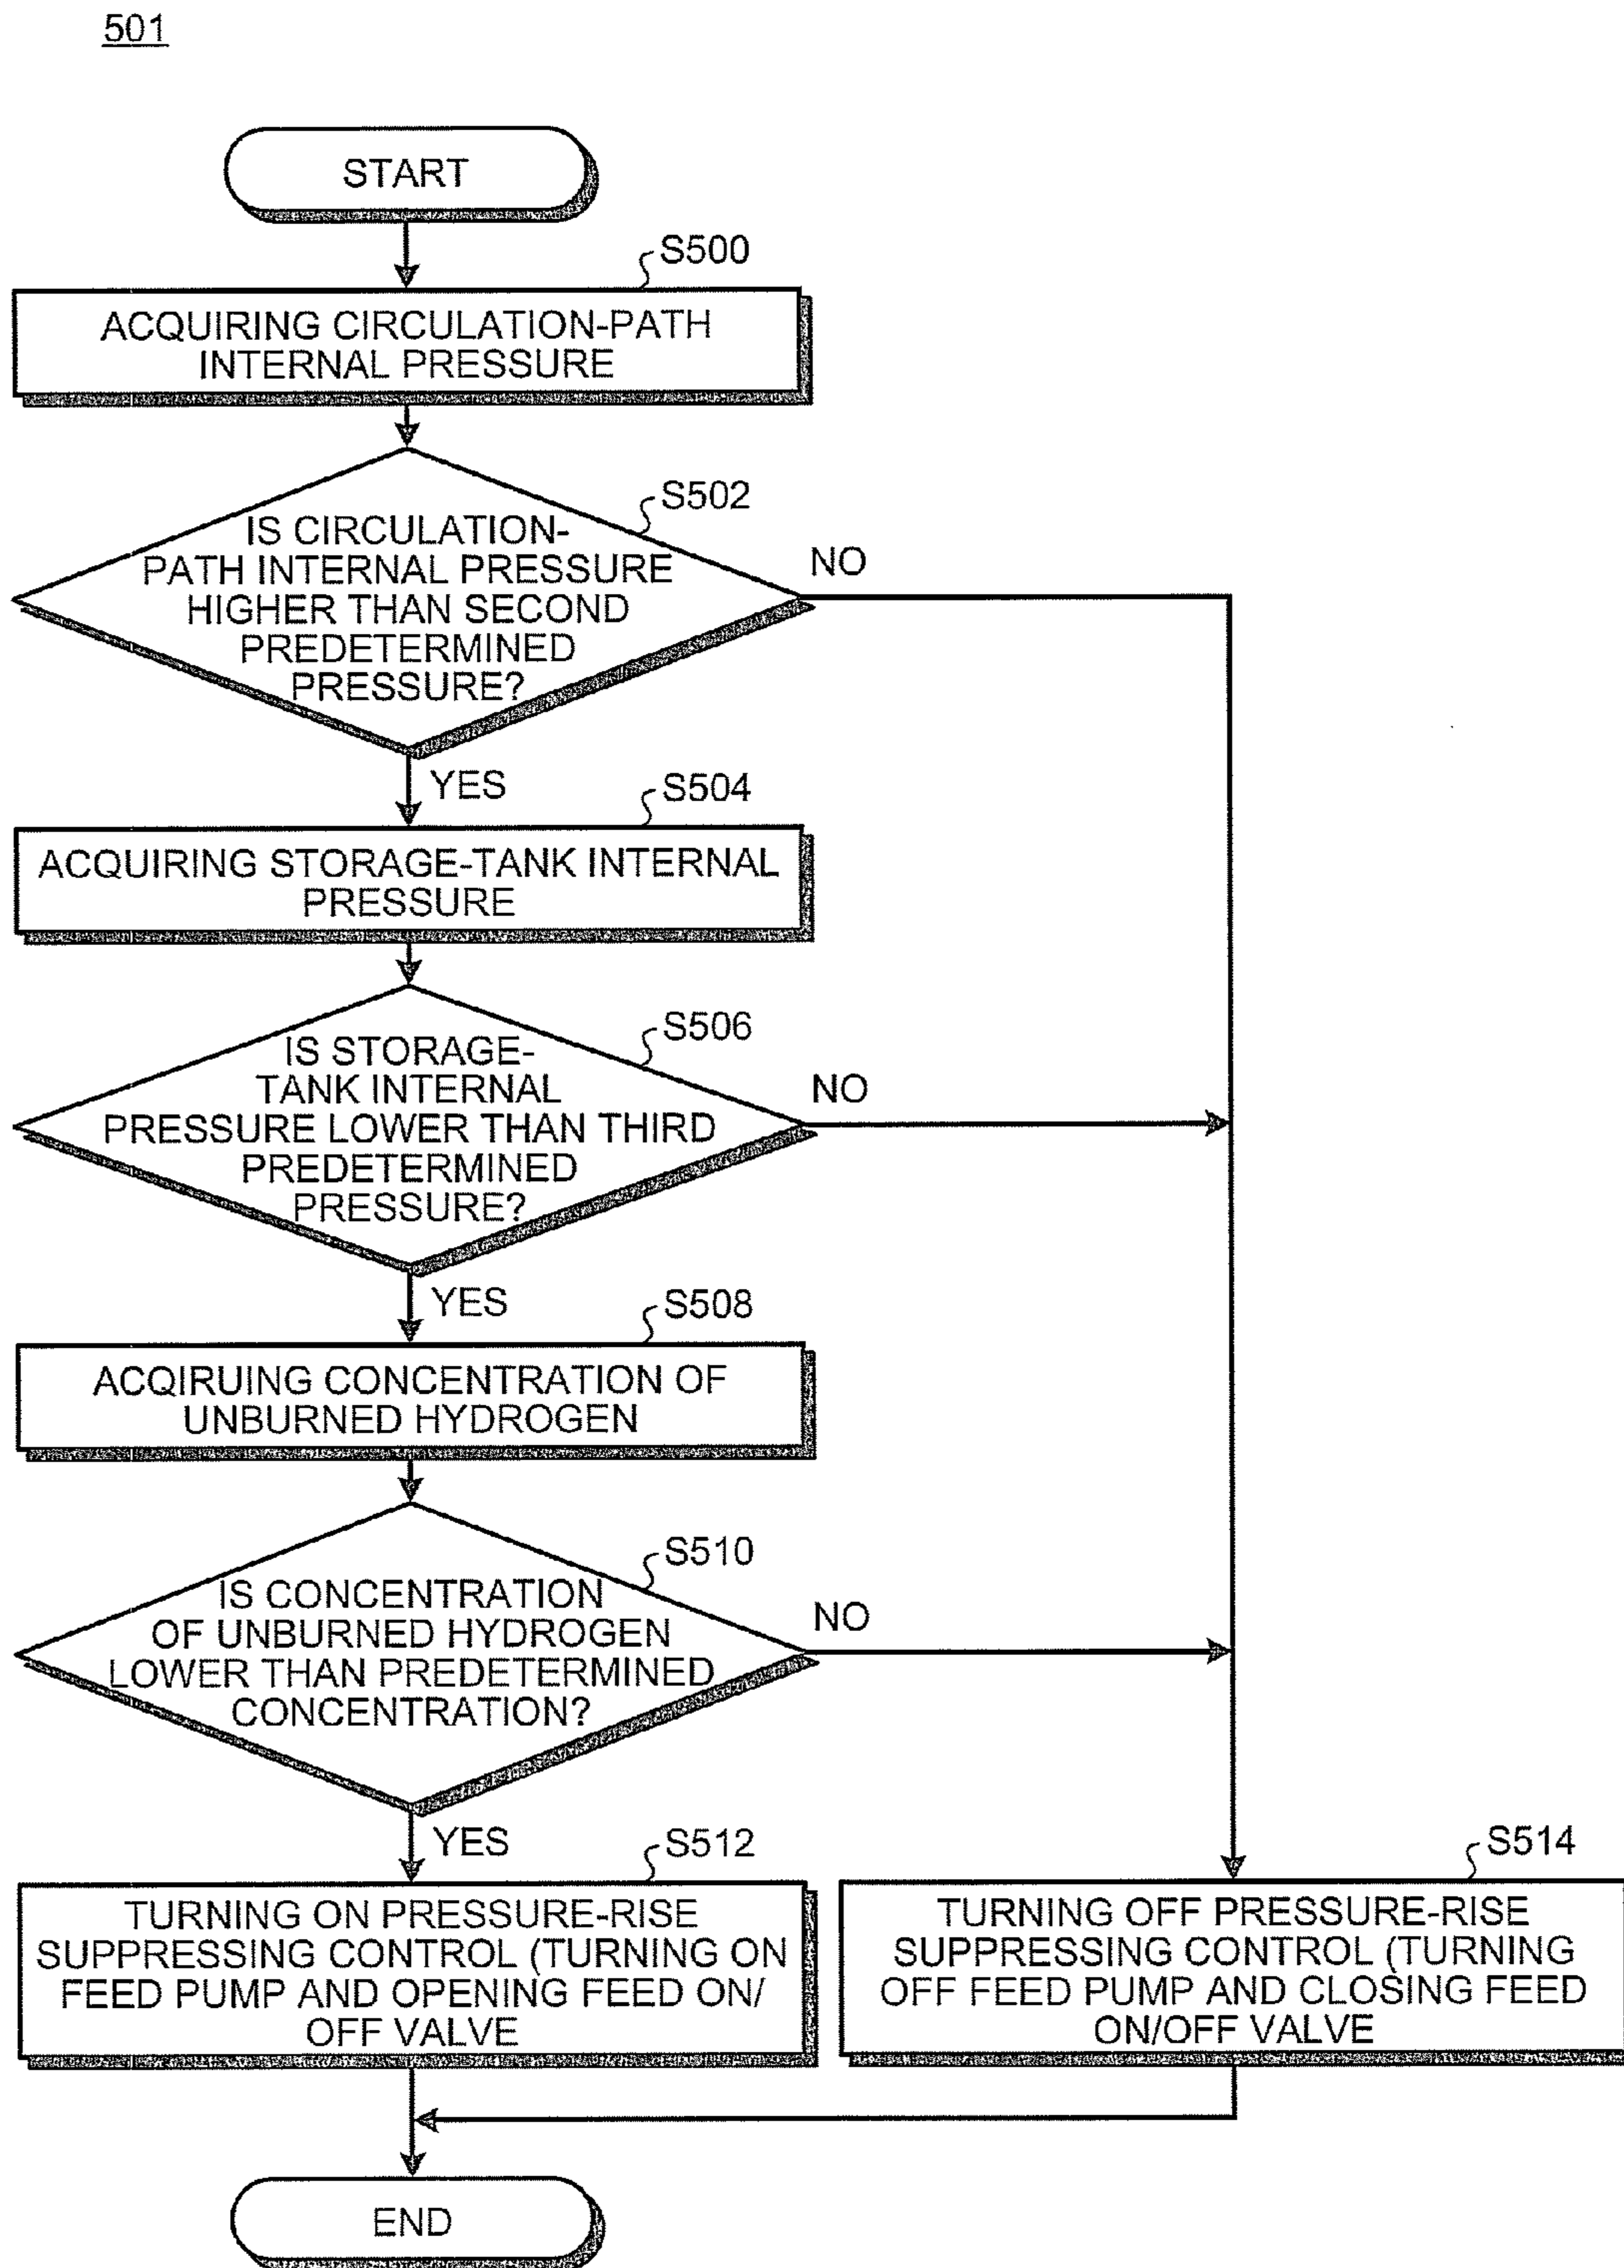 501
START
S500
ACQUIRING CIRCULATION-PATH
INTERNAL PRESSURE
S502
IS CIRCULATION-
PATH INTERNAL PRESSURE
HIGHER THAN SECOND
PREDETERMINED
PRESSURE?
NO
YES
S504
ACQUIRING STORAGE-TANK INTERNAL
PRESSURE
S506
IS STORAGE-
TANK INTERNAL
PRESSURE LOWER THAN THIRD
PREDETERMINED
PRESSURE?
NO
YES
S508
ACQIRUING CONCENTRATION OF
UNBURNED HYDROGEN
S510
IS CONCENTRATION
OF UNBURNED HYDROGEN
LOWER THAN PREDETERMINED
CONCENTRATION?
NO
YES
S512
TURNING ON PRESSURE-RISE
SUPPRESSING CONTROL (TURNING ON
FEED PUMP AND OPENING FEED ON/
OFF VALVE
S514
TURNING OFF PRESSURE-RISE
SUPPRESSING CONTROL (TURNING
OFF FEED PUMP AND CLOSING FEED
ON/OFF VALVE
END